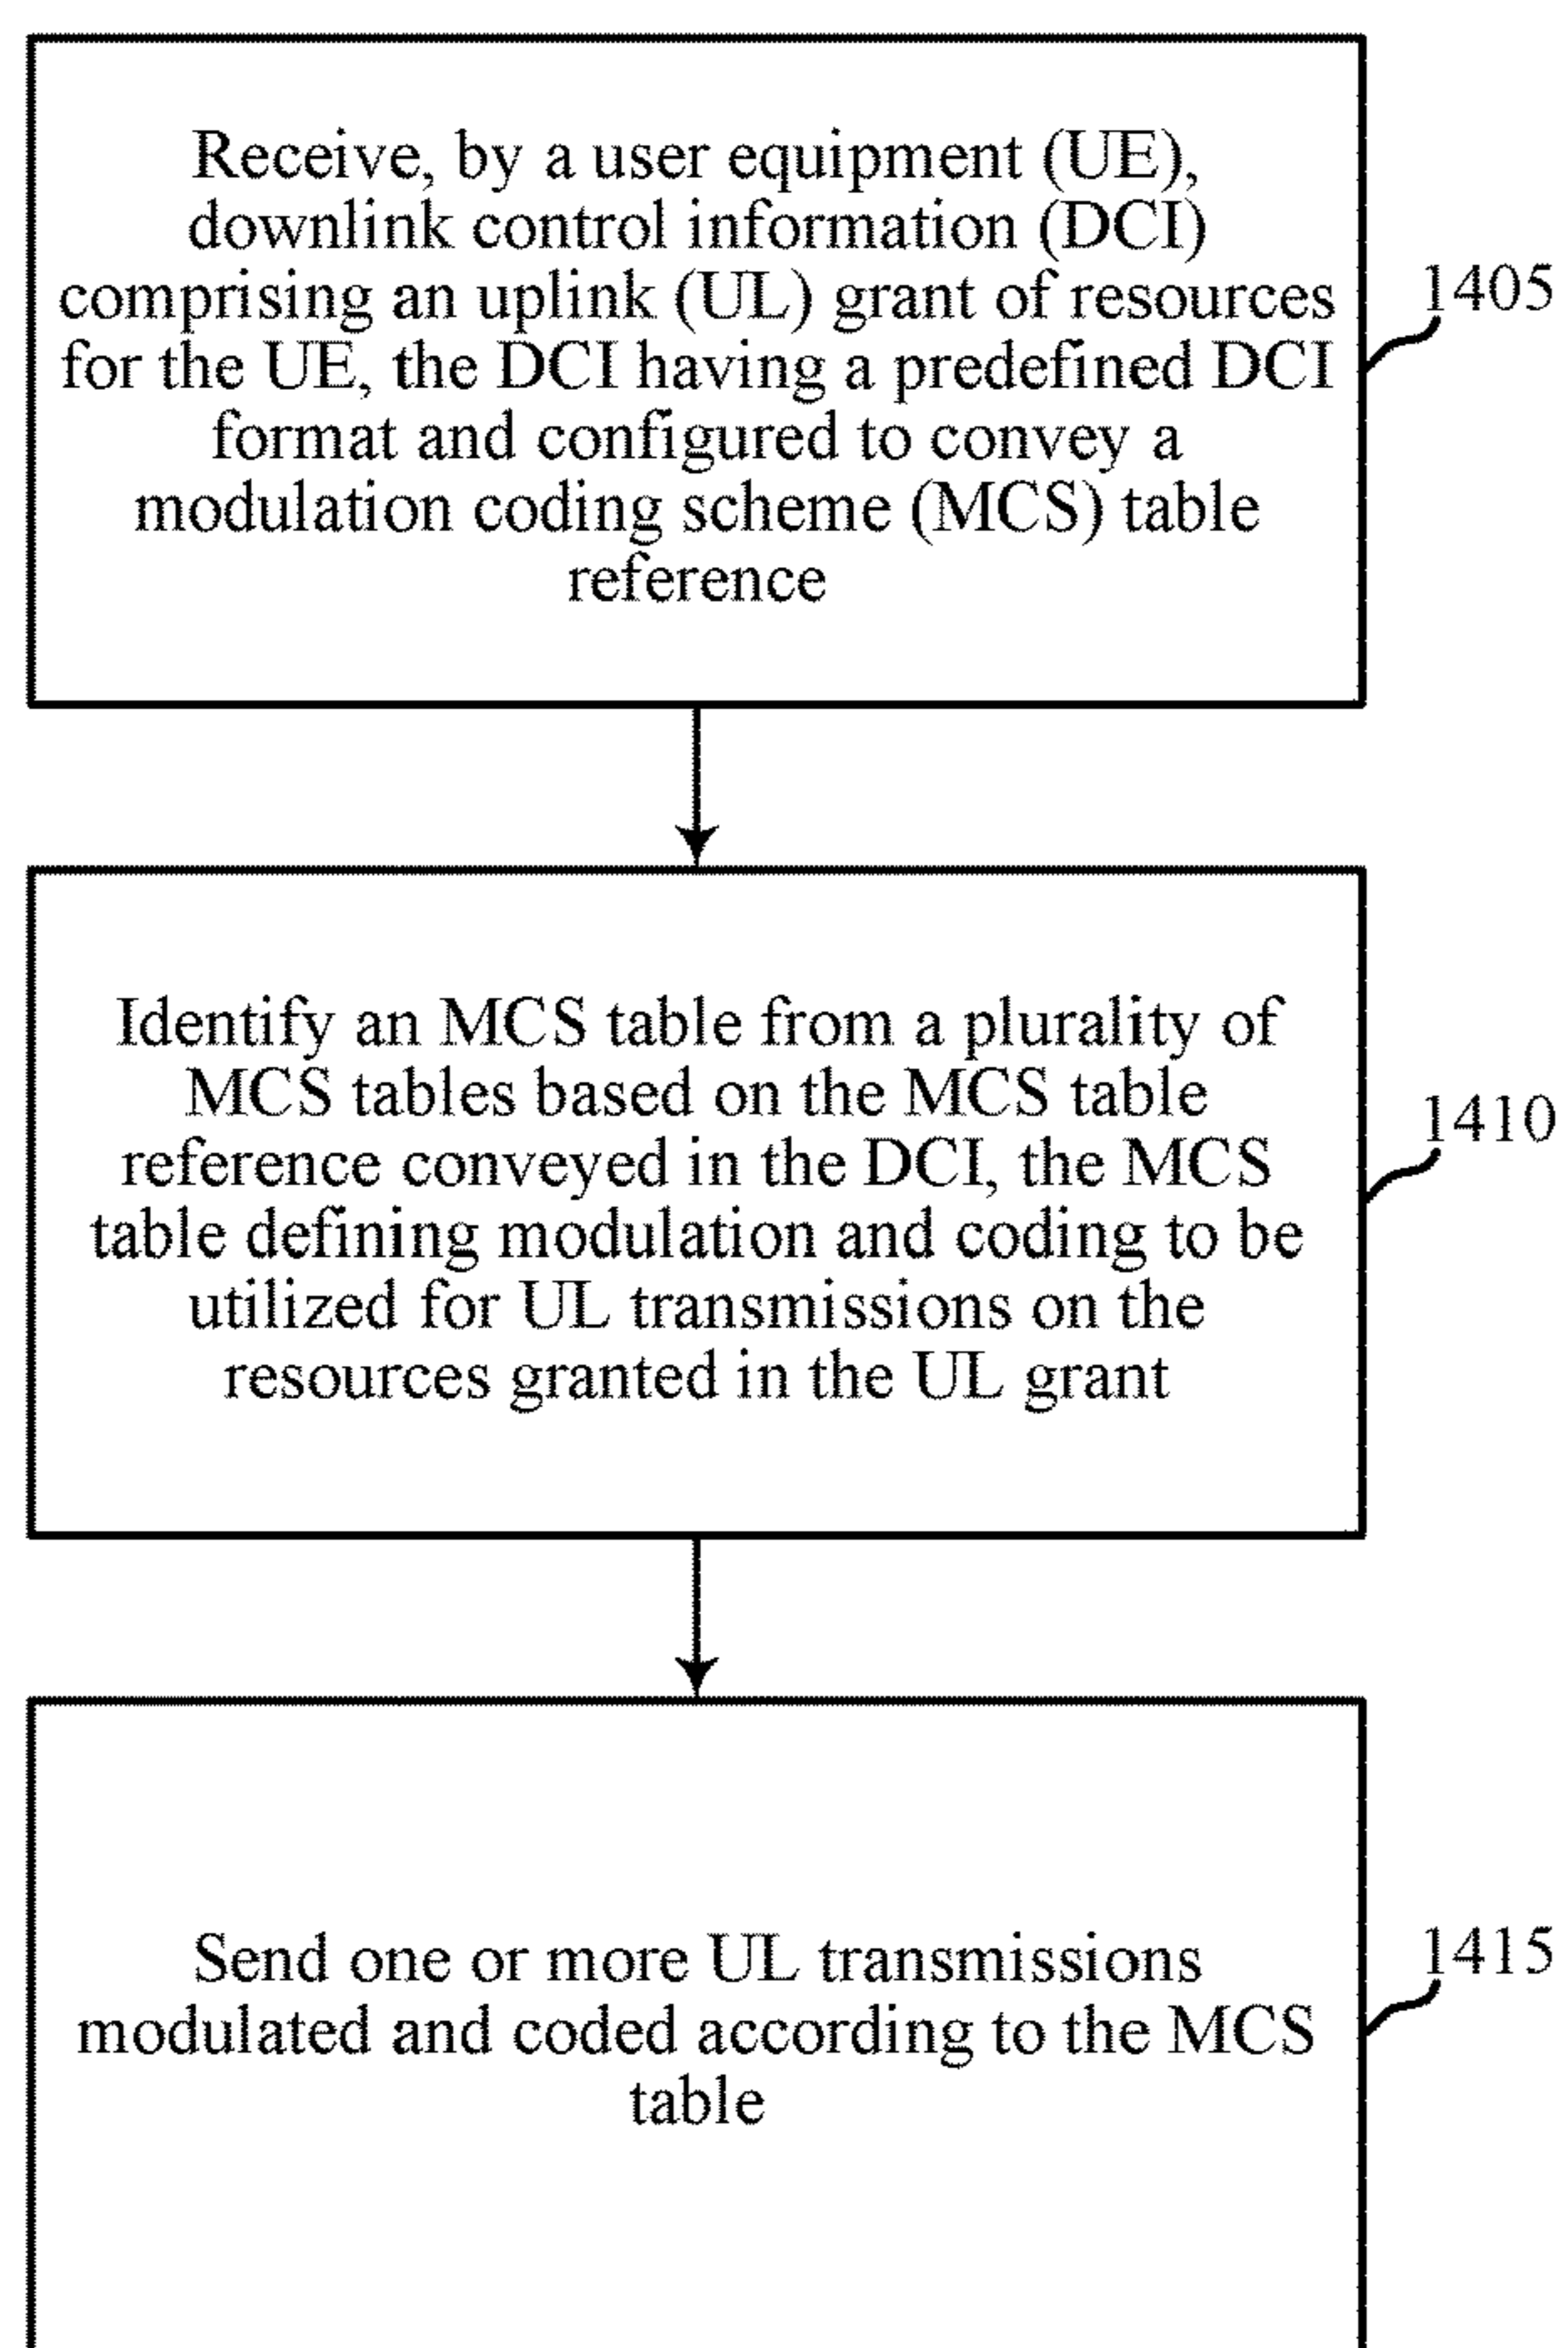 Receive, by a user equipment (UE),
downlink control information (DCI)
comprising an uplink (UL) grant of resources
for the UE, the DCI having a predefined DCI
format and configured to convey a
modulation coding scheme (MCS) table
reference
1405
Identify an MCS table from a plurality of
MCS tables based on the MCS table
reference conveyed in the DCI, the MCS
table defining modulation and coding to be
utilized for UL transmissions on the
resources granted in the UL grant
1410
Send one or more UL transmissions
modulated and coded according to the MCS
table
1415